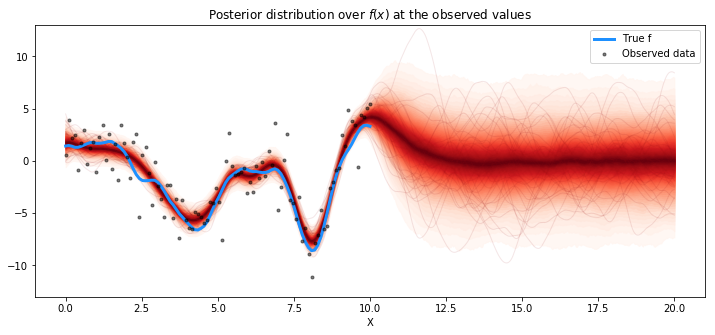 Posterior distribution over f(x) at the observed values
True f
Observed data
10
5
0
−5
−10
0.0 2.5 5.0 7.5 10.0 12.5 15.0 17.5 20.0
X